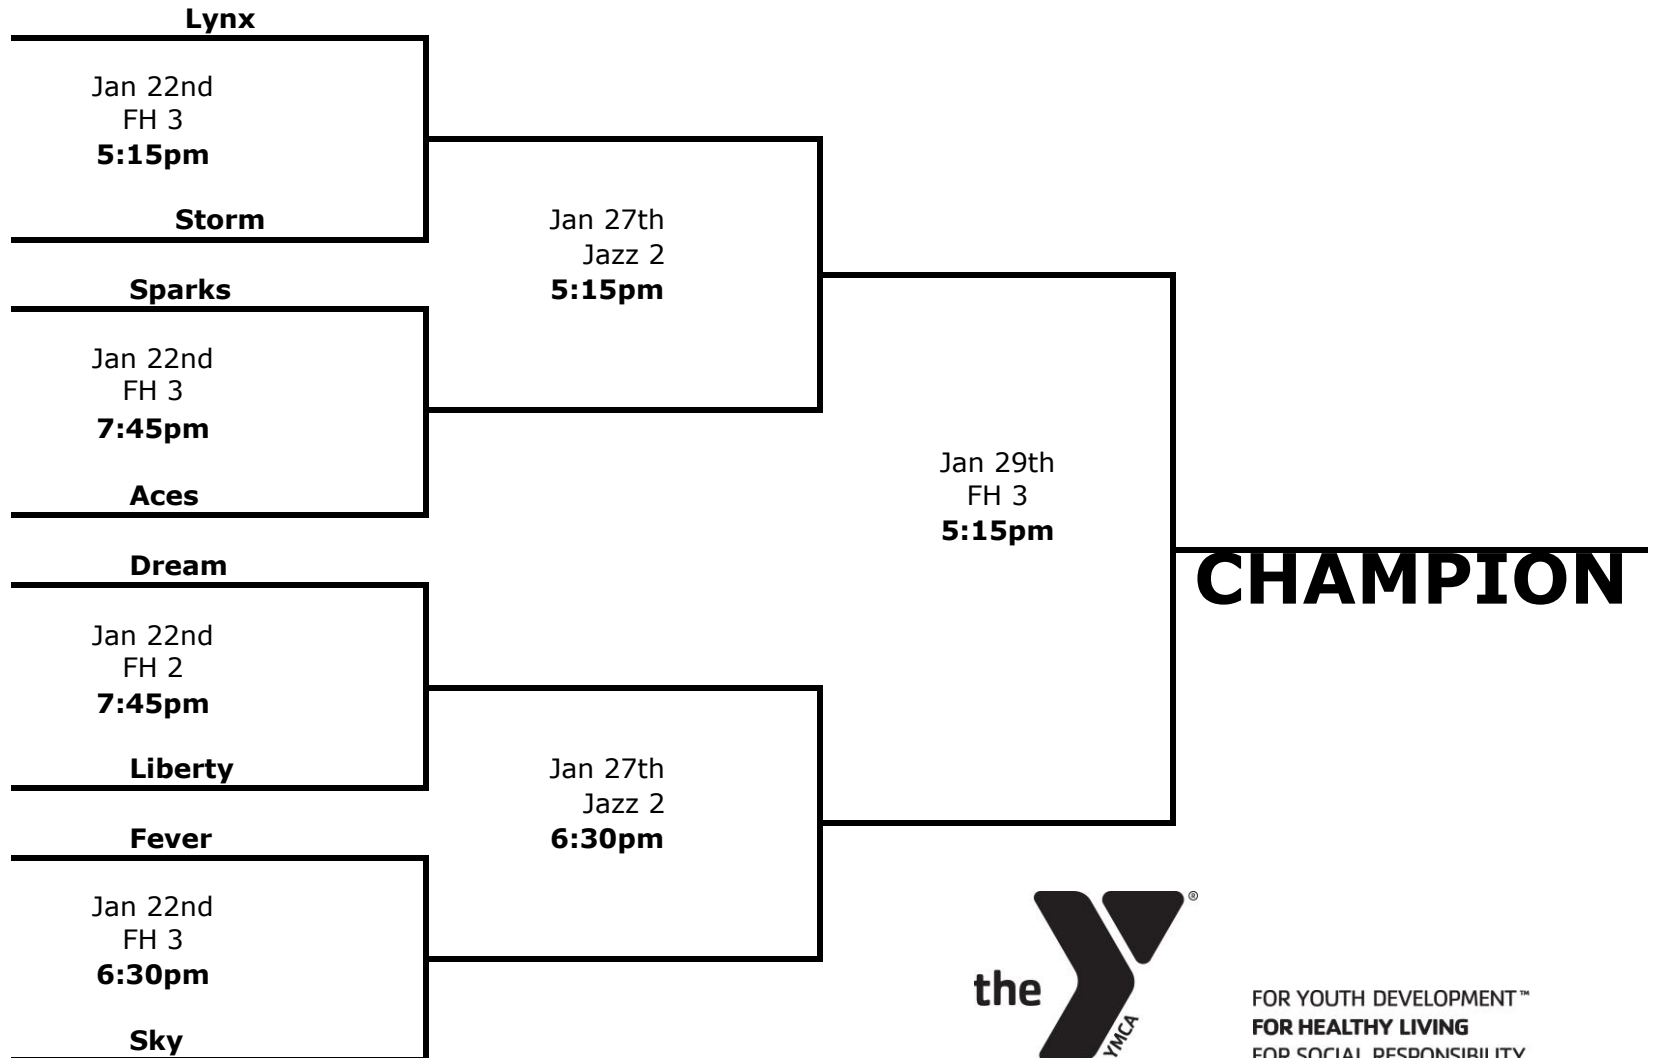 Lynx
Jan 22nd
FH 3
5:15pm
Storm
Sparks
Jan 22nd
FH 3
7:45pm
Aces
Dream
Jan 22nd
FH 2
7:45pm
Liberty
Fever
Jan 22nd
FH 3
6:30pm
Sky
Jan 27th
Jazz 2
5:15pm
Jan 27th
Jazz 2
6:30pm
Jan 29th
FH 3
5:15pm
CHAMPION
the Y®
YMCA
FOR YOUTH DEVELOPMENT™
FOR HEALTHY LIVING
FOR SOCIAL RESPONSIBILITY